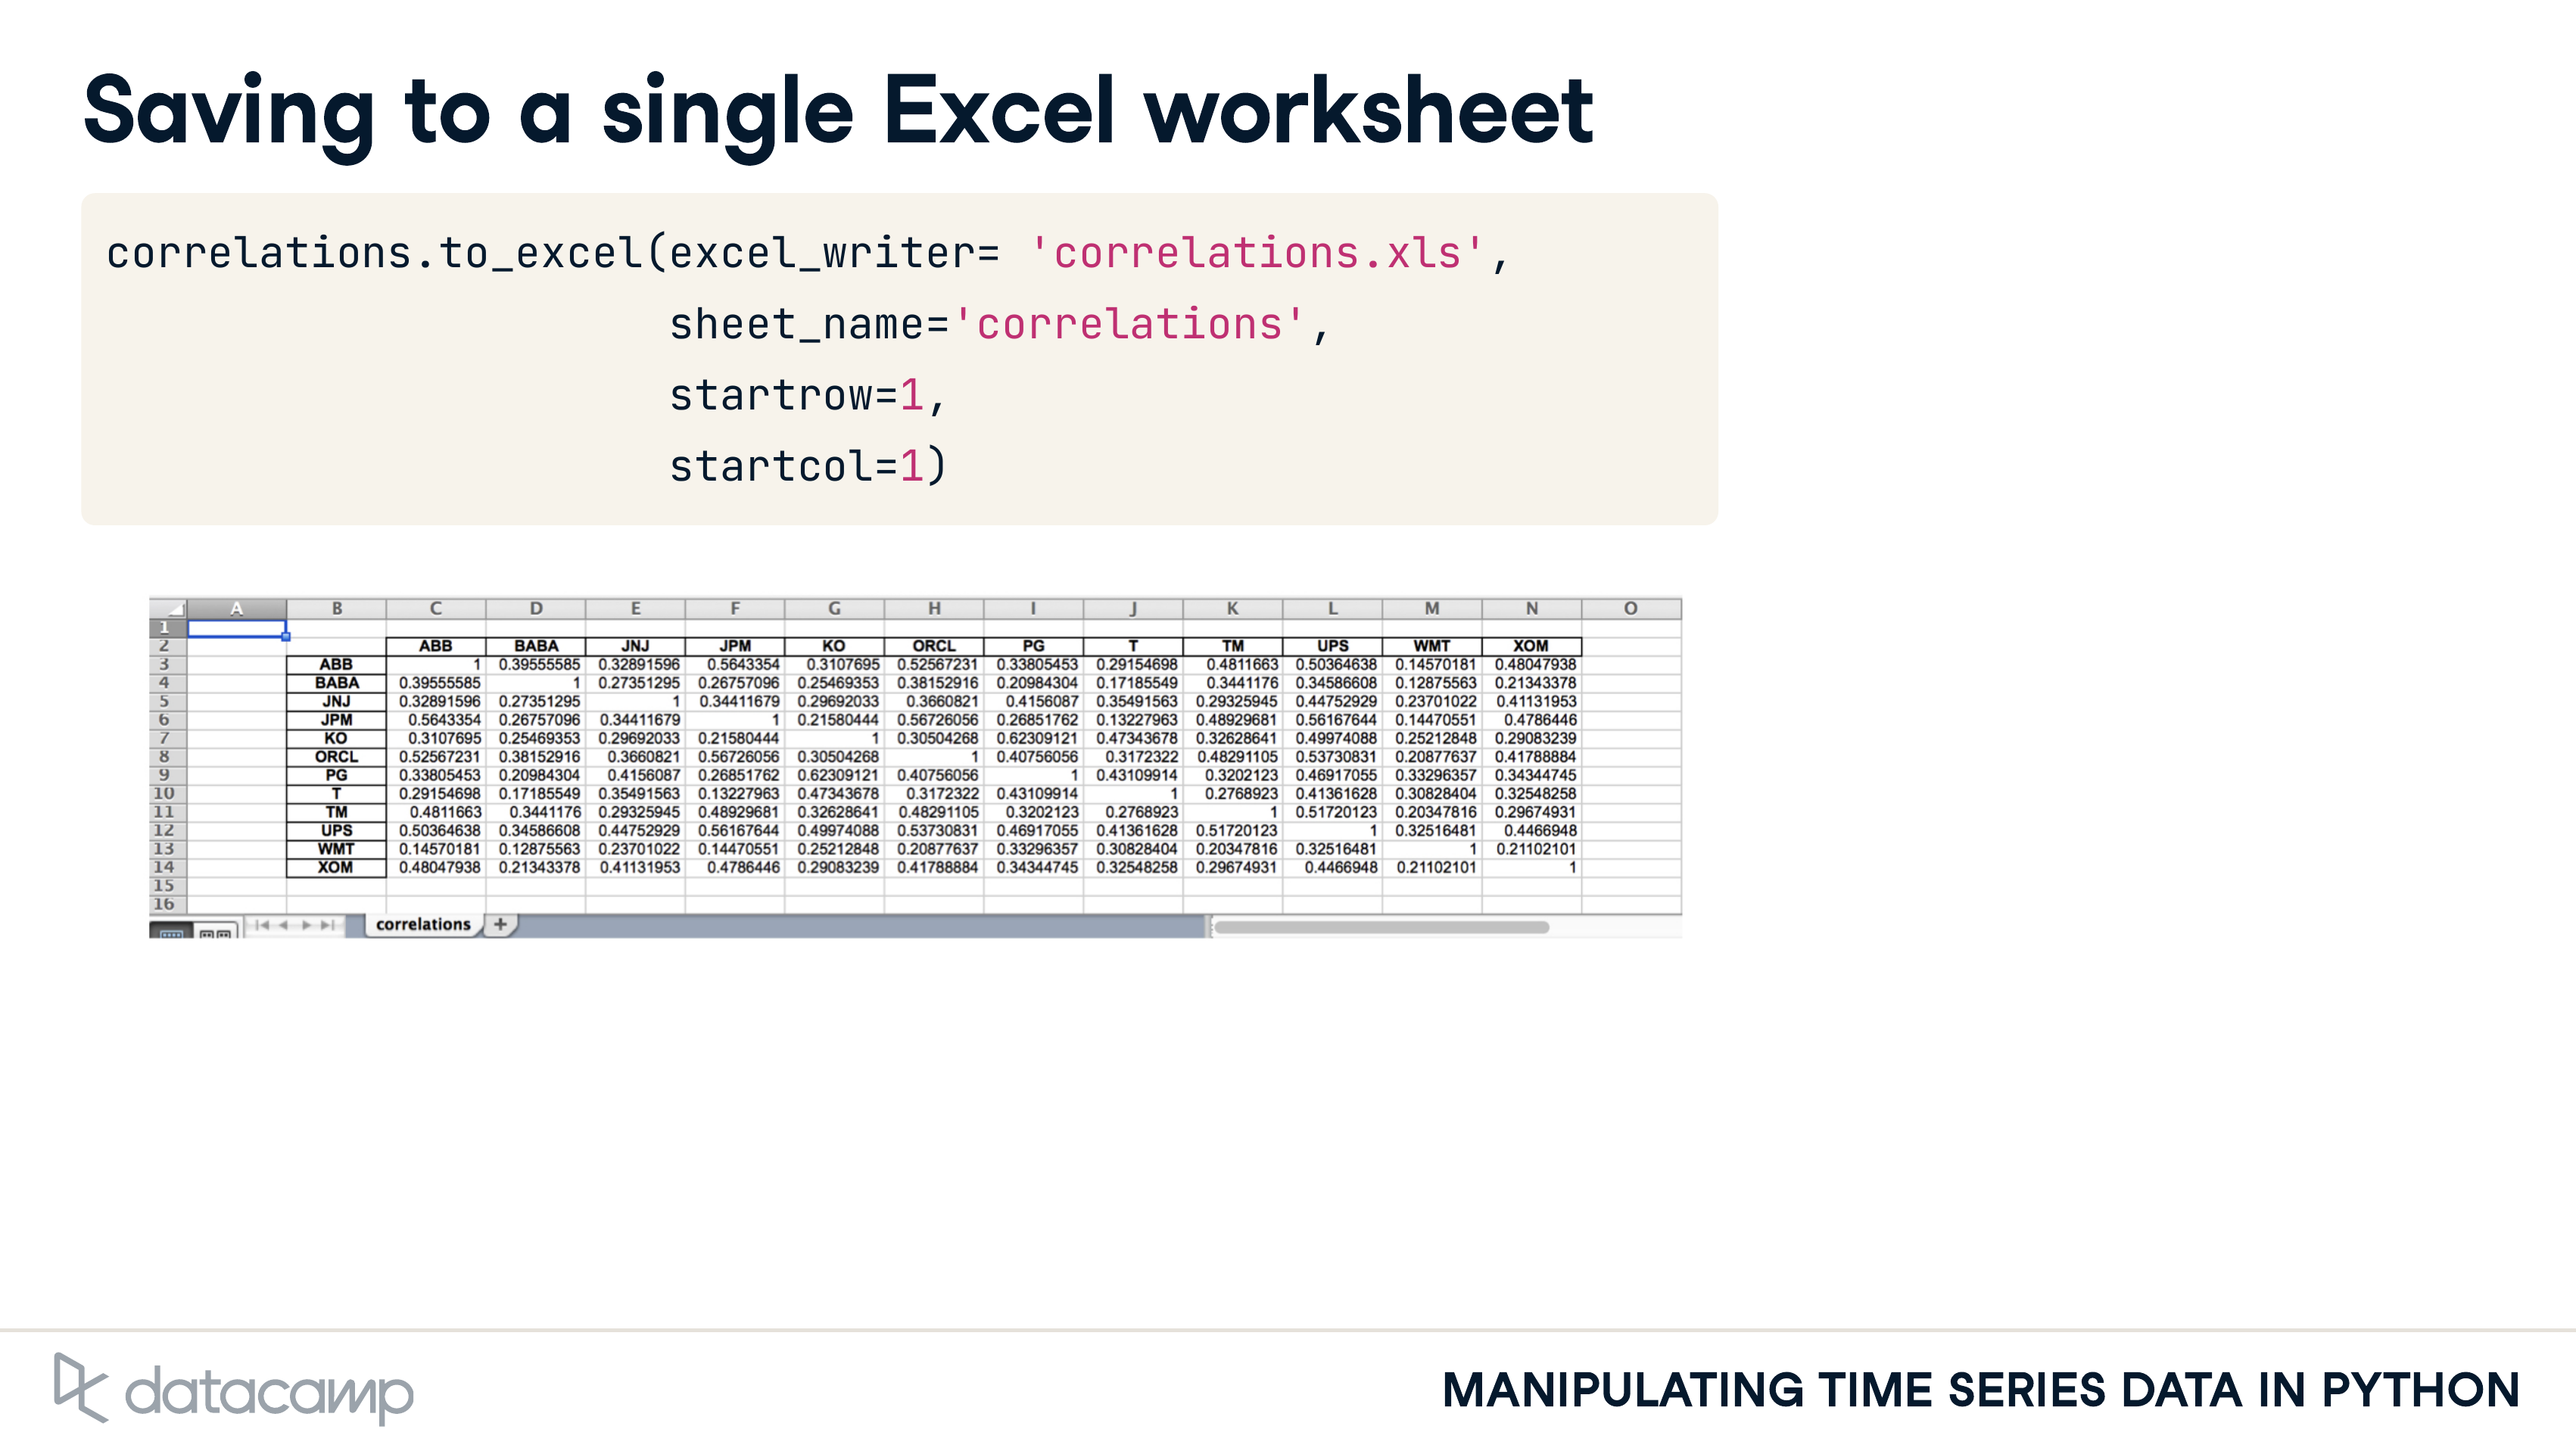 Saving to a single Excel worksheet
correlations.to_excel(excel_writer= 'correlations.xls',
sheet_name='correlations',
startrow=1,
startcol=1)
A B C D E F G H I J K L M N O
1
2 ABB BABA JNJ JPM KO ORCL PG T TM UPS WMT XOM
3 ABB 1 0.39555585 0.32891596 0.5643354 0.3107695 0.52567231 0.33805453 0.29154698 0.4811663 0.50364638 0.14570181 0.48047938
4 BABA 0.39555585 1 0.27351295 0.26757096 0.25469353 0.38152916 0.20984304 0.17185549 0.3441176 0.34586608 0.12875563 0.21343378
5 JNJ 0.32891596 0.27351295 1 0.34411679 0.29692033 0.3660821 0.4156087 0.35491563 0.29325945 0.44752929 0.23701022 0.41131953
6 JPM 0.5643354 0.26757096 0.34411679 1 0.21580444 0.56726056 0.26851762 0.13227963 0.48929681 0.56167644 0.14470551 0.4786446
7 KO 0.3107695 0.25469353 0.29692033 0.21580444 1 0.30504268 0.62309121 0.47343678 0.32628641 0.49974088 0.25212848 0.29083239
8 ORCL 0.52567231 0.38152916 0.3660821 0.56726056 0.30504268 1 0.40756056 0.3172322 0.48291105 0.53730831 0.20877637 0.41788884
9 PG 0.33805453 0.20984304 0.4156087 0.26851762 0.62309121 0.40756056 1 0.43109914 0.3202123 0.46917055 0.33296357 0.34344745
10 T 0.29154698 0.17185549 0.35491563 0.13227963 0.47343678 0.3172322 0.43109914 1 0.2768923 0.41361628 0.30828404 0.32548258
11 TM 0.4811663 0.3441176 0.29325945 0.48929681 0.32628641 0.48291105 0.3202123 0.2768923 1 0.51720123 0.20347816 0.29674931
12 UPS 0.50364638 0.34586608 0.44752929 0.56167644 0.49974088 0.53730831 0.46917055 0.41361628 0.51720123 1 0.32516481 0.4466948
13 WMT 0.14570181 0.12875563 0.23701022 0.14470551 0.25212848 0.20877637 0.33296357 0.30828404 0.20347816 0.32516481 1 0.21102101
14 XOM 0.48047938 0.21343378 0.41131953 0.4786446 0.29083239 0.41788884 0.34344745 0.32548258 0.29674931 0.4466948 0.21102101 1
15
16
correlations +
datacamp
MANIPULATING TIME SERIES DATA IN PYTHON